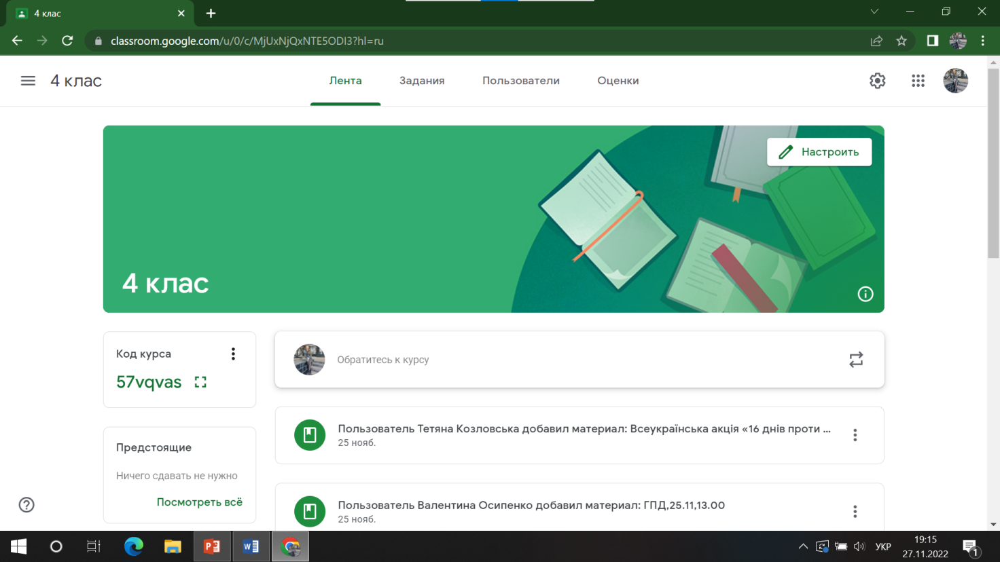 4 клас
classroom.google.com/u/0/c/MjUxNjQxNTE5ODI3?hl=ru
4 клас
Лента Задания Пользователи Оценки
Настроить
4 клас
Код курса
57vqvas
Обратитесь к курсу
Пользователь Тетяна Козловська добавил материал: Всеукраїнська акція «16 днів проти ...
25 нояб.
Предстоящие
Ничего сдавать не нужно
Посмотреть всё
Пользователь Валентина Осипенко добавил материал: ГПД,25.11,13.00
25 нояб.
УКР
19:15
27.11.2022
1